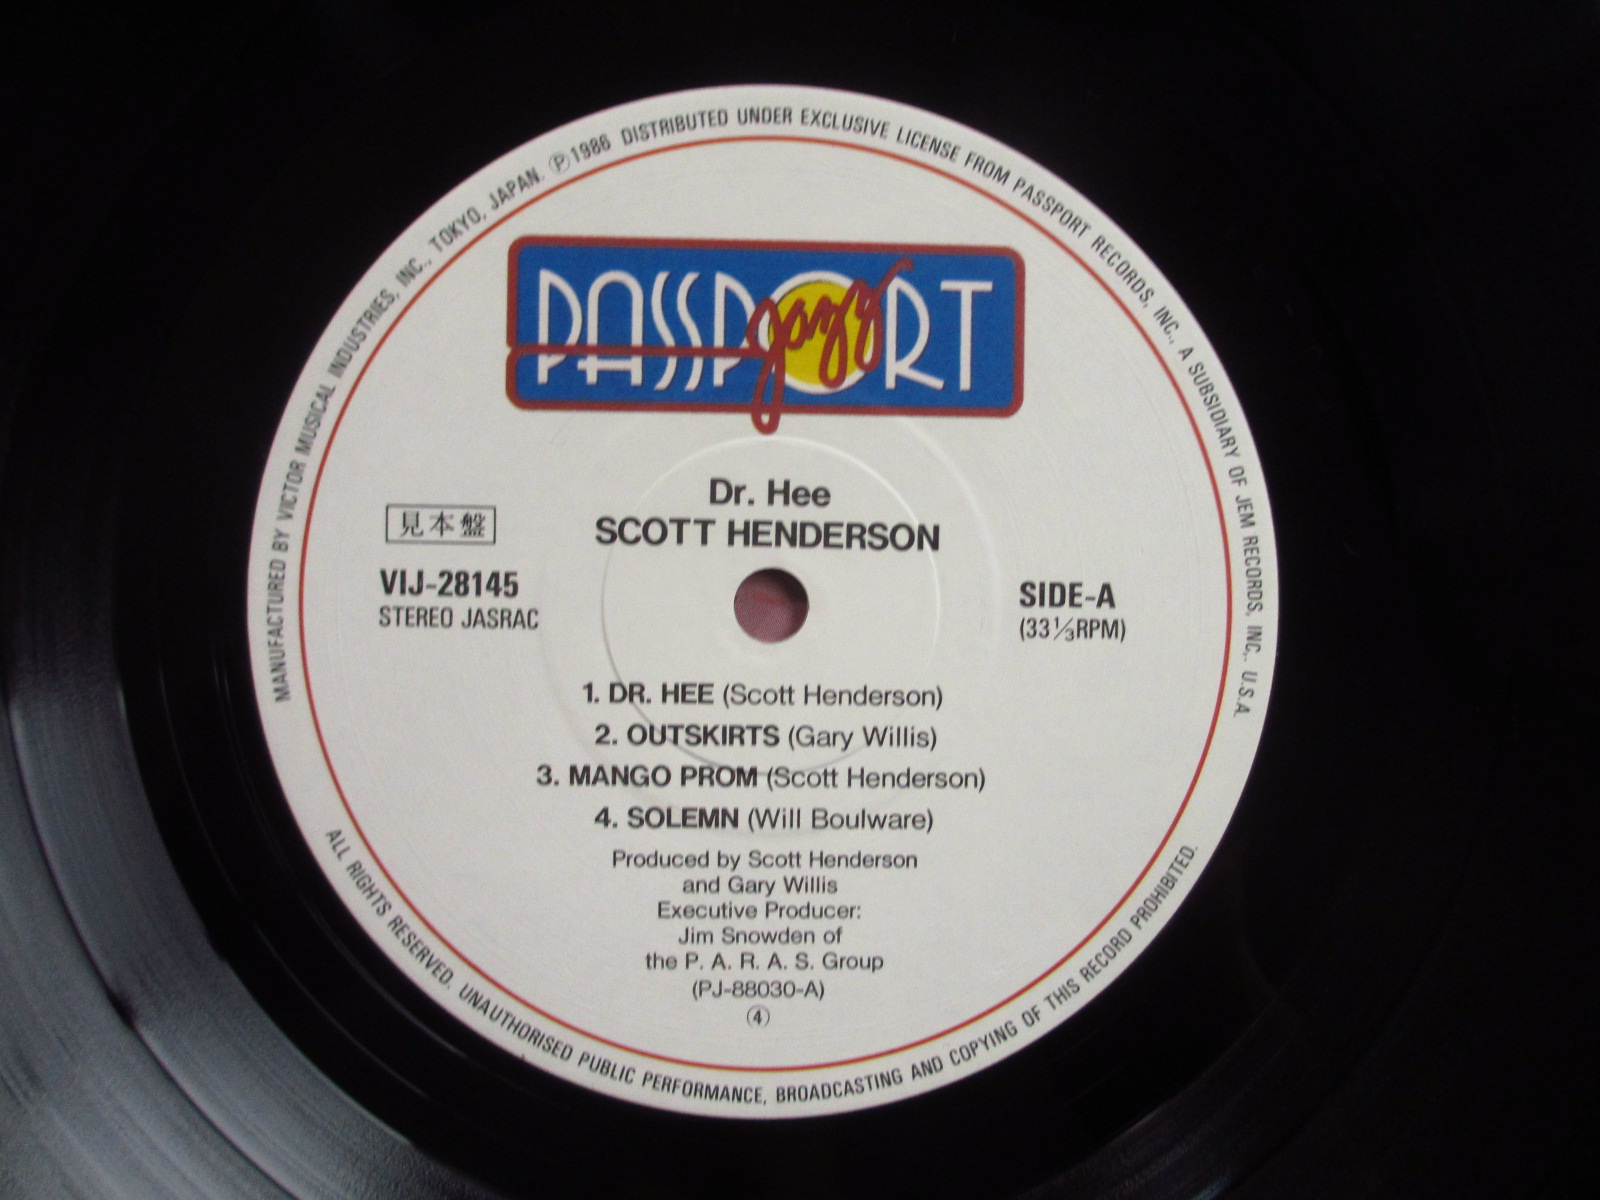 MANUFACTURED BY VICTOR MUSICAL INDUSTRIES, INC., TOKYO, JAPAN. Ⓟ1986 DISTRIBUTED UNDER EXCLUSIVE LICENSE FROM PASSPORT RECORDS, INC., A SUBSIDIARY OF JEM RECORDS, INC,. U.S.A.
PASSPORT
Jazz
Dr. Hee
SCOTT HENDERSON
見本盤
VIJ-28145
STEREO JASRAC
SIDE-A
(33⅓RPM)
1. DR. HEE (Scott Henderson)
2. OUTSKIRTS (Gary Willis)
3. MANGO PROM (Scott Henderson)
4. SOLEMN (Will Boulware)
Produced by Scott Henderson
and Gary Willis
Executive Producer:
Jim Snowden of
the P. A. R. A. S. Group
(PJ-88030-A)
④
ALL RIGHTS RESERVED. UNAUTHORISED PUBLIC PERFORMANCE, BROADCASTING AND COPYING OF THIS RECORD PROHIBITED.